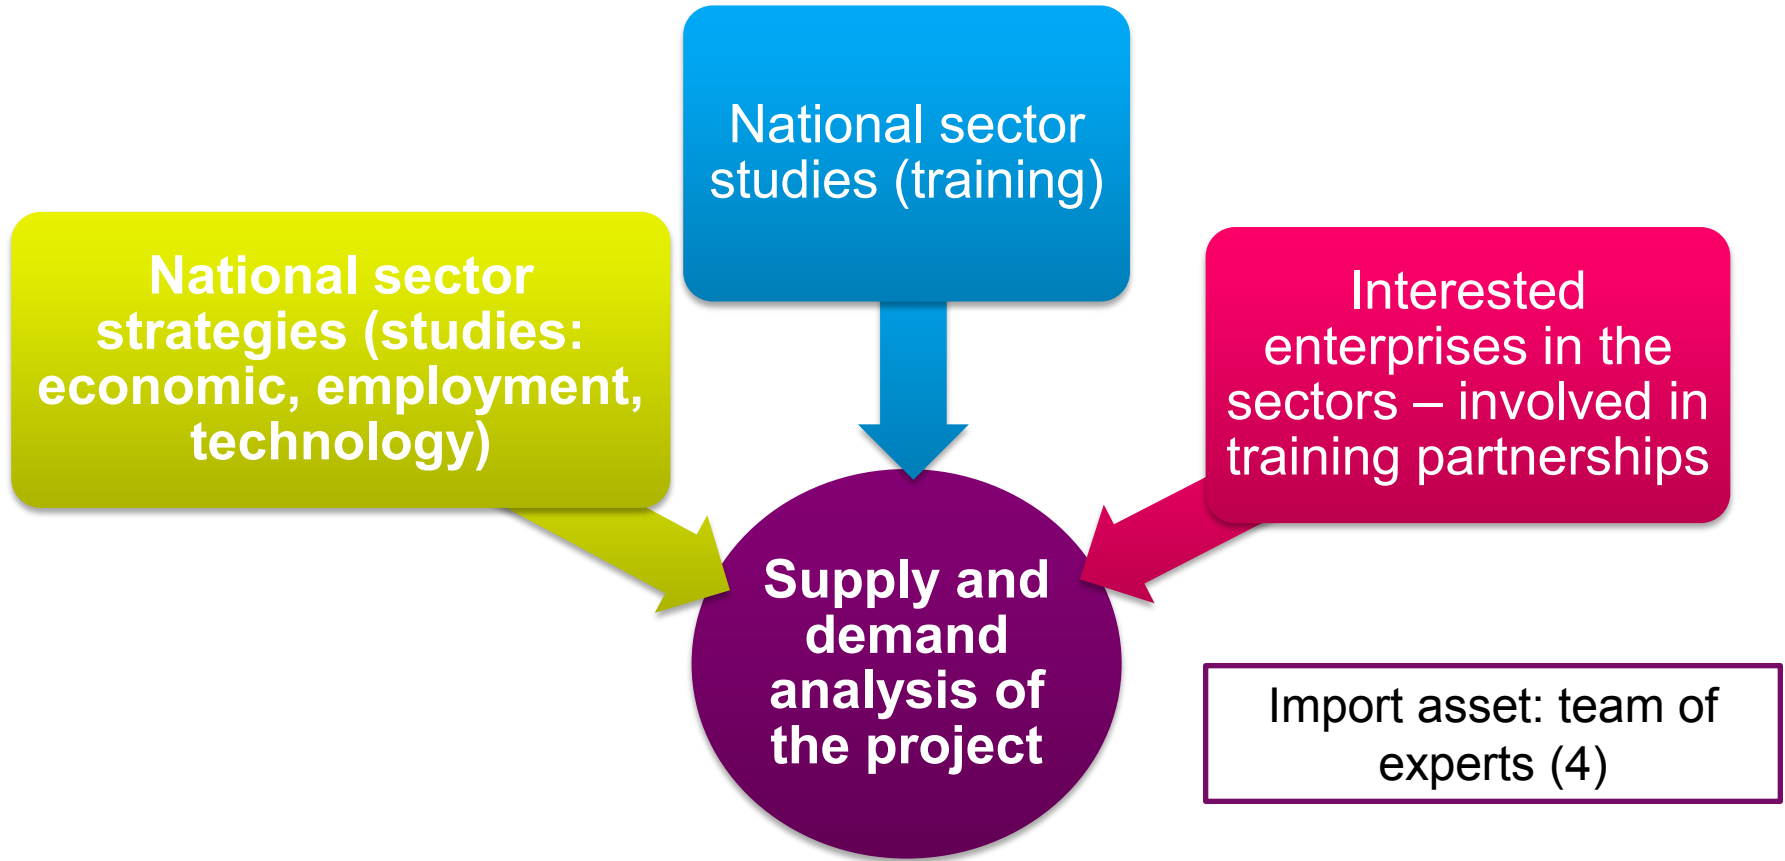 National sector
studies (training)
National sector
strategies (studies:
economic, employment,
technology)
Interested
enterprises in the
sectors – involved in
training partnerships
Supply and
demand
analysis of
the project
Import asset: team of
experts (4)